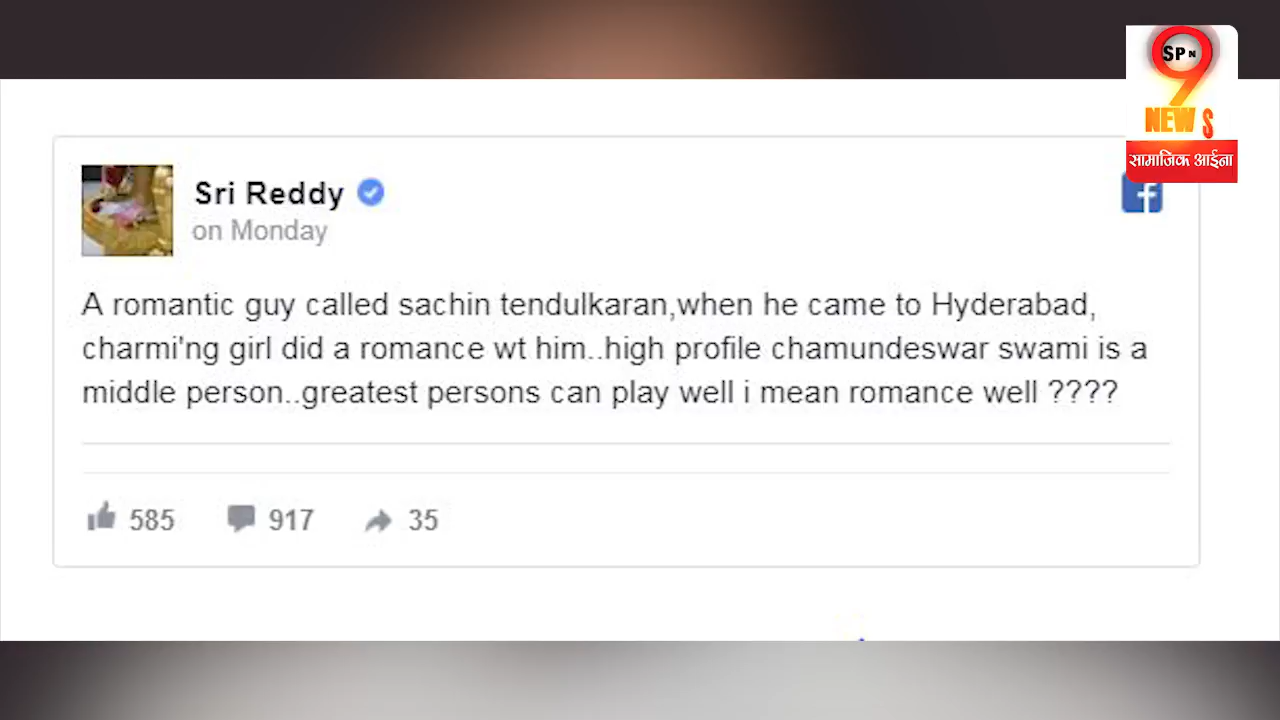 SP N
9
NEWS
सामाजिक आईना
Sri Reddy
on Monday
f
A romantic guy called sachin tendulkaran,when he came to Hyderabad,
charmi'ng girl did a romance wt him..high profile chamundeswar swami is a
middle person..greatest persons can play well i mean romance well ????
585 917 35